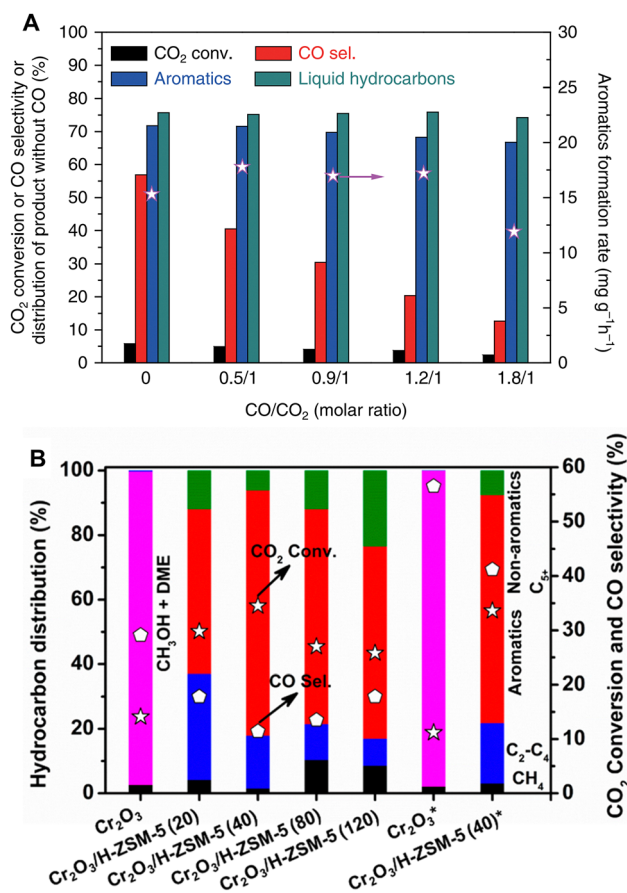 A
CO₂ conversion or CO selectivity or
distribution of product without CO (%)
100
90
80
70
60
50
40
30
20
10
0
CO₂ conv.
CO sel.
Aromatics
Liquid hydrocarbons
30
25
20
15
10
5
0
Aromatics formation rate (mg g⁻¹h⁻¹)
0
0.5/1
0.9/1
1.2/1
1.8/1
CO/CO₂ (molar ratio)
B
Hydrocarbon distribution (%)
100
80
60
40
20
0
CH₃OH + DME
CO₂ Conv.
CO Sel.
Non-aromatics
C₅₊
Aromatics
C₂-C₄
CH₄
60
50
40
30
20
10
0
CO₂ Conversion and CO selectivity (%)
Cr₂O₃
Cr₂O₃/H-ZSM-5 (20)
Cr₂O₃/H-ZSM-5 (40)
Cr₂O₃/H-ZSM-5 (80)
Cr₂O₃/H-ZSM-5 (120)
Cr₂O₃*
Cr₂O₃/H-ZSM-5 (40)*